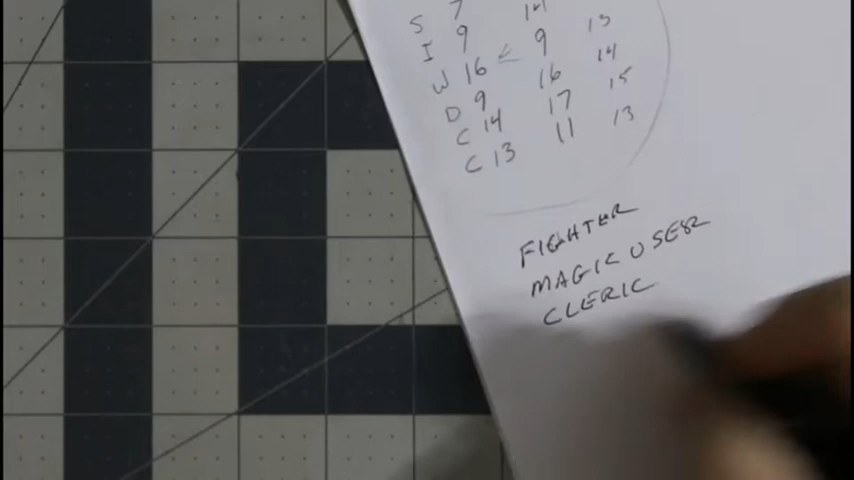 S 7 14
I 9 9 13
W 16 16 14
D 9 17 15
C 14 11 13
C 13
FIGHTER
MAGIC USER
CLERIC